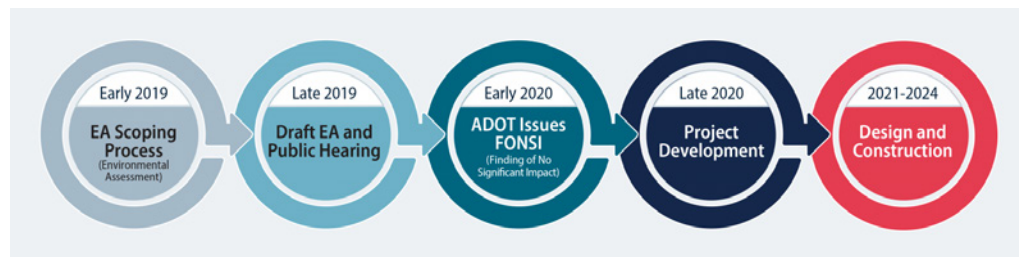 Early 2019
EA Scoping
Process
(Environmental
Assessment)
Late 2019
Draft EA and
Public Hearing
Early 2020
ADOT Issues
FONSI
(Finding of No
Significant Impact)
Late 2020
Project
Development
2021-2024
Design and
Construction